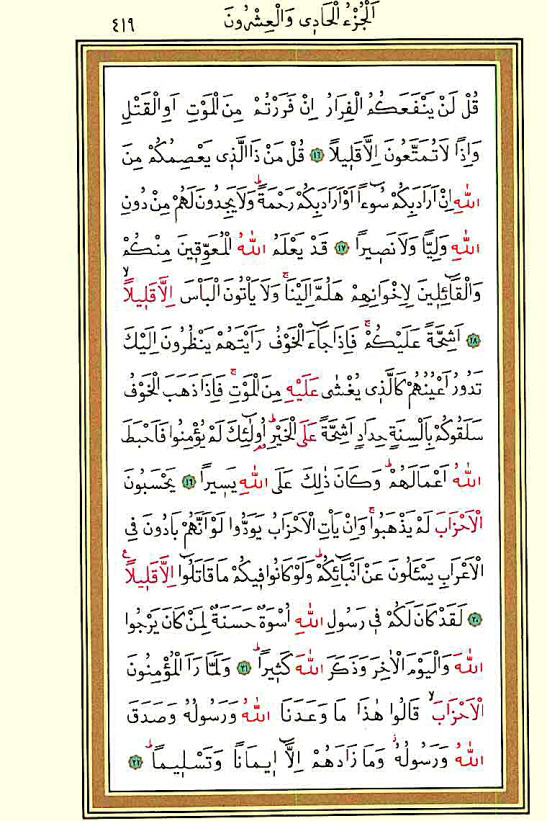 اَلْجُزْءُ الْحَادِى وَالْعِشْرُونَ
٤١٩
قُلْ لَنْ يَنْفَعَكُمُ الْفِرَارُ اِنْ فَرَرْتُمْ مِنَ الْمَوْتِ اَوِ الْقَتْلِ
وَاِذًا لَا تُمَتَّعُونَ اِلَّا قَلِيلًا ﴿١٦﴾ قُلْ مَنْ ذَا الَّذِى يَعْصِمُكُمْ مِنَ
اللّٰهِ اِنْ اَرَادَ بِكُمْ سُٓوءًا اَوْ اَرَادَ بِكُمْ رَحْمَةًۜ وَلَا يَجِدُونَ لَهُمْ مِنْ دُونِ
اللّٰهِ وَلِيًّا وَلَا نَصِيرًا ﴿١٧﴾ قَدْ يَعْلَمُ اللّٰهُ الْمُعَوِّقِينَ مِنْكُمْ
وَالْقَٓائِلِينَ لِاِخْوَانِهِمْ هَلُمَّ اِلَيْنَاۚ وَلَا يَأْتُونَ الْبَأْسَ اِلَّا قَلِيلًاۙ
﴿١٨﴾ اَشِحَّةً عَلَيْكُمْۚ فَاِذَا جَٓاءَ الْخَوْفُ رَاَيْتَهُمْ يَنْظُرُونَ اِلَيْكَ
تَدُورُ اَعْيُنُهُمْ كَالَّذِى يُغْشٰى عَلَيْهِ مِنَ الْمَوْتِۚ فَاِذَا ذَهَبَ الْخَوْفُ
سَلَقُوكُمْ بِاَلْسِنَةٍ حِدَادٍ اَشِحَّةً عَلَى الْخَيْرِۜ اُو۬لٰٓئِكَ لَمْ يُؤْمِنُوا فَاَحْبَطَ
اللّٰهُ اَعْمَالَهُمْۜ وَكَانَ ذٰلِكَ عَلَى اللّٰهِ يَسِيرًا ﴿١٩﴾ يَحْسَبُونَ
الْاَحْزَابَ لَمْ يَذْهَبُواۚ وَاِنْ يَأْتِ الْاَحْزَابُ يَوَدُّوا لَوْ اَنَّهُمْ بَادُونَ فِى
الْاَعْرَابِ يَسْـَٔلُونَ عَنْ اَنْبَٓائِكُمْۜ وَلَوْ كَانُوا فِيكُمْ مَا قَاتَلُٓوا اِلَّا قَلِيلًا۟
﴿٢٠﴾ لَقَدْ كَانَ لَكُمْ فِى رَسُولِ اللّٰهِ اُسْوَةٌ حَسَنَةٌ لِمَنْ كَانَ يَرْجُوا
اللّٰهَ وَالْيَوْمَ الْاٰخِرَ وَذَكَرَ اللّٰهَ كَثِيرًاۜ ﴿٢١﴾ وَلَمَّا رَاَ الْمُؤْمِنُونَ
الْاَحْزَابَۙ قَالُوا هٰذَا مَا وَعَدَنَا اللّٰهُ وَرَسُولُهُ وَصَدَقَ
اللّٰهُ وَرَسُولُهُۘ وَمَا زَادَهُمْ اِلَّٓا اِيمَانًا وَتَسْلِيمًاۜ ﴿٢٢﴾